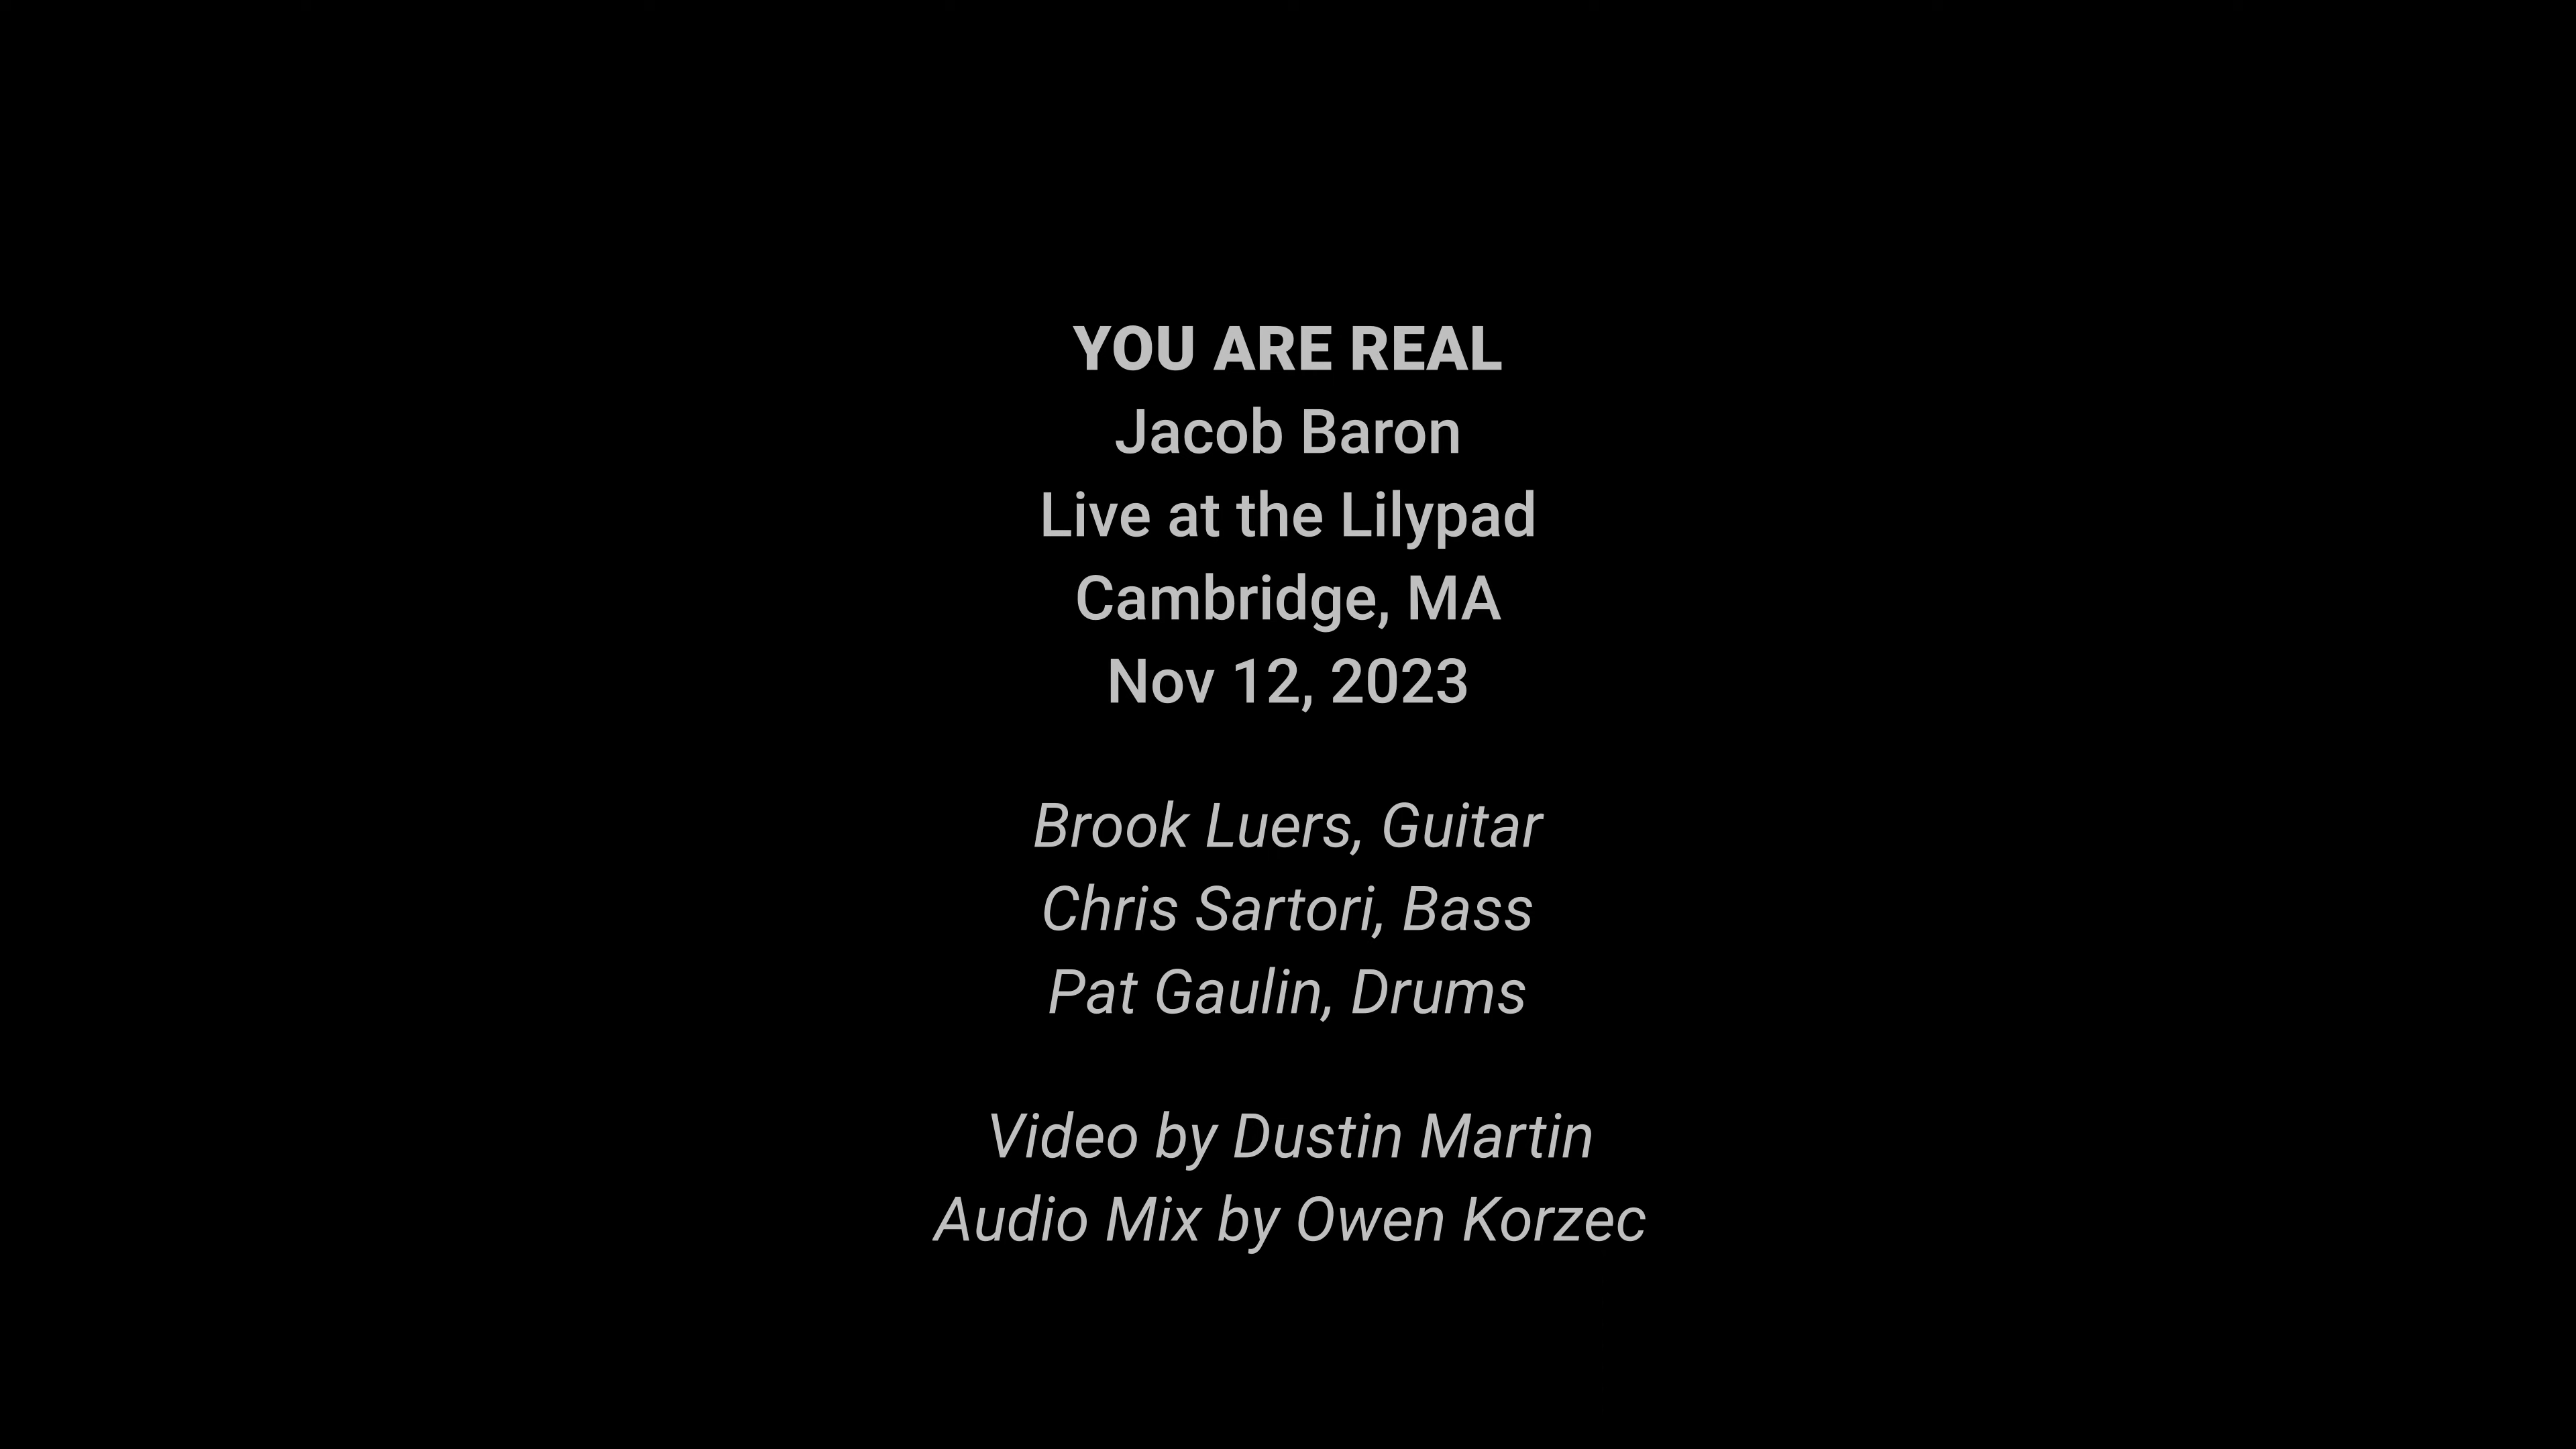 YOU ARE REAL
Jacob Baron
Live at the Lilypad
Cambridge, MA
Nov 12, 2023
Brook Luers, Guitar
Chris Sartori, Bass
Pat Gaulin, Drums
Video by Dustin Martin
Audio Mix by Owen Korzec